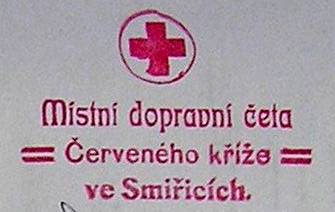 Místní dopravní četa
= Červeného kříže =
ve Smiřicích.